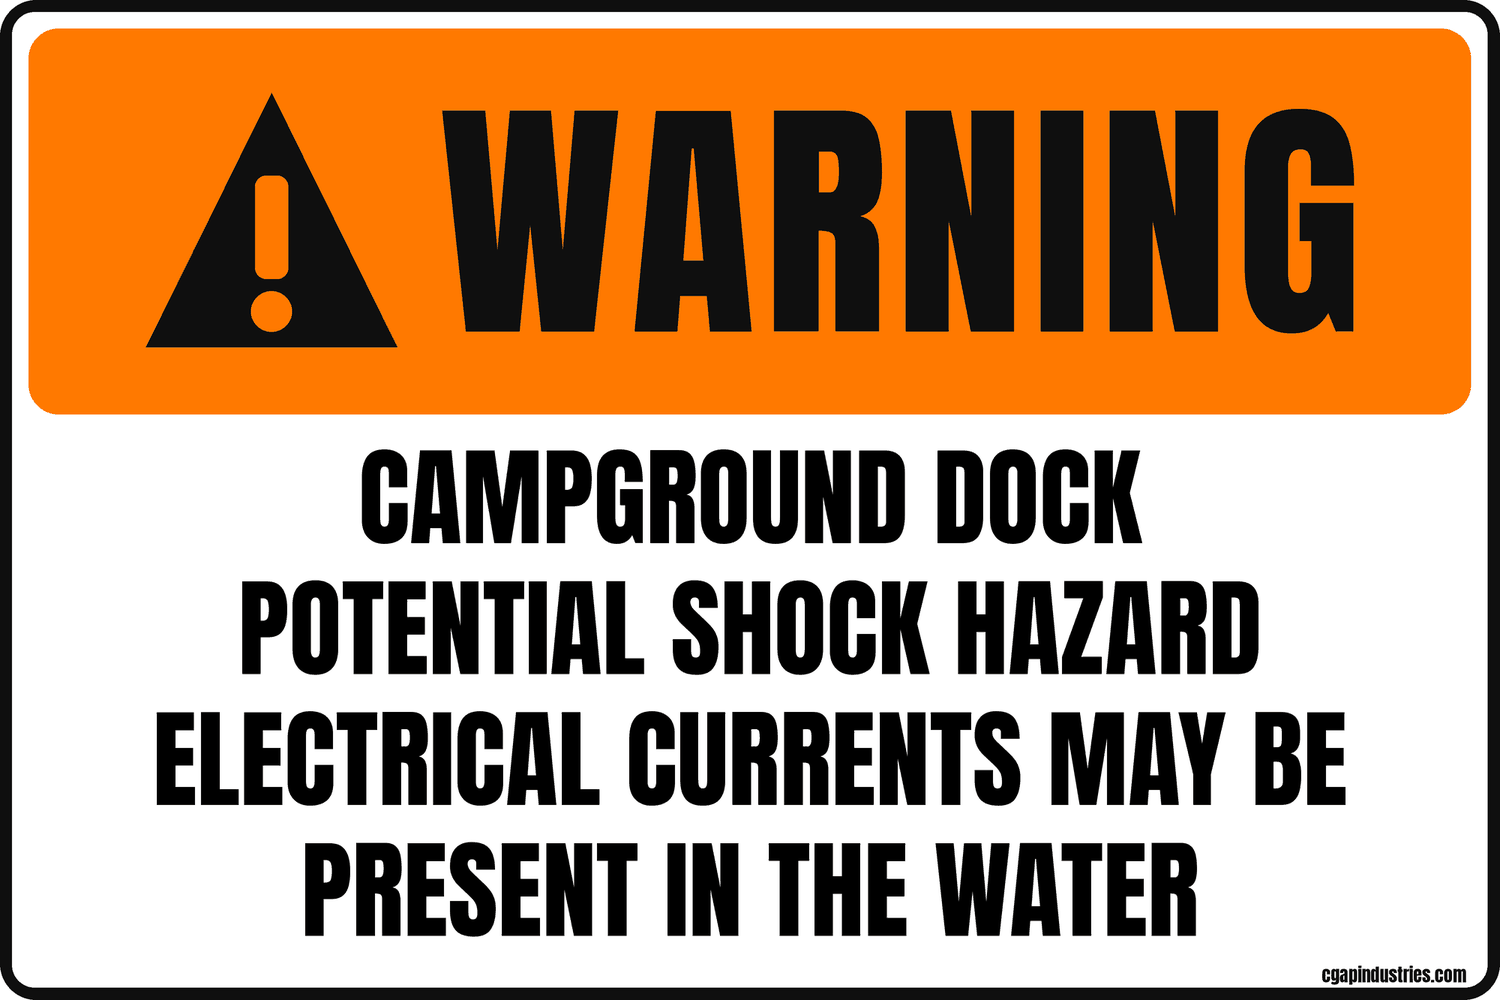 WARNING
CAMPGROUND DOCK
POTENTIAL SHOCK HAZARD
ELECTRICAL CURRENTS MAY BE
PRESENT IN THE WATER
cgapindustries.com